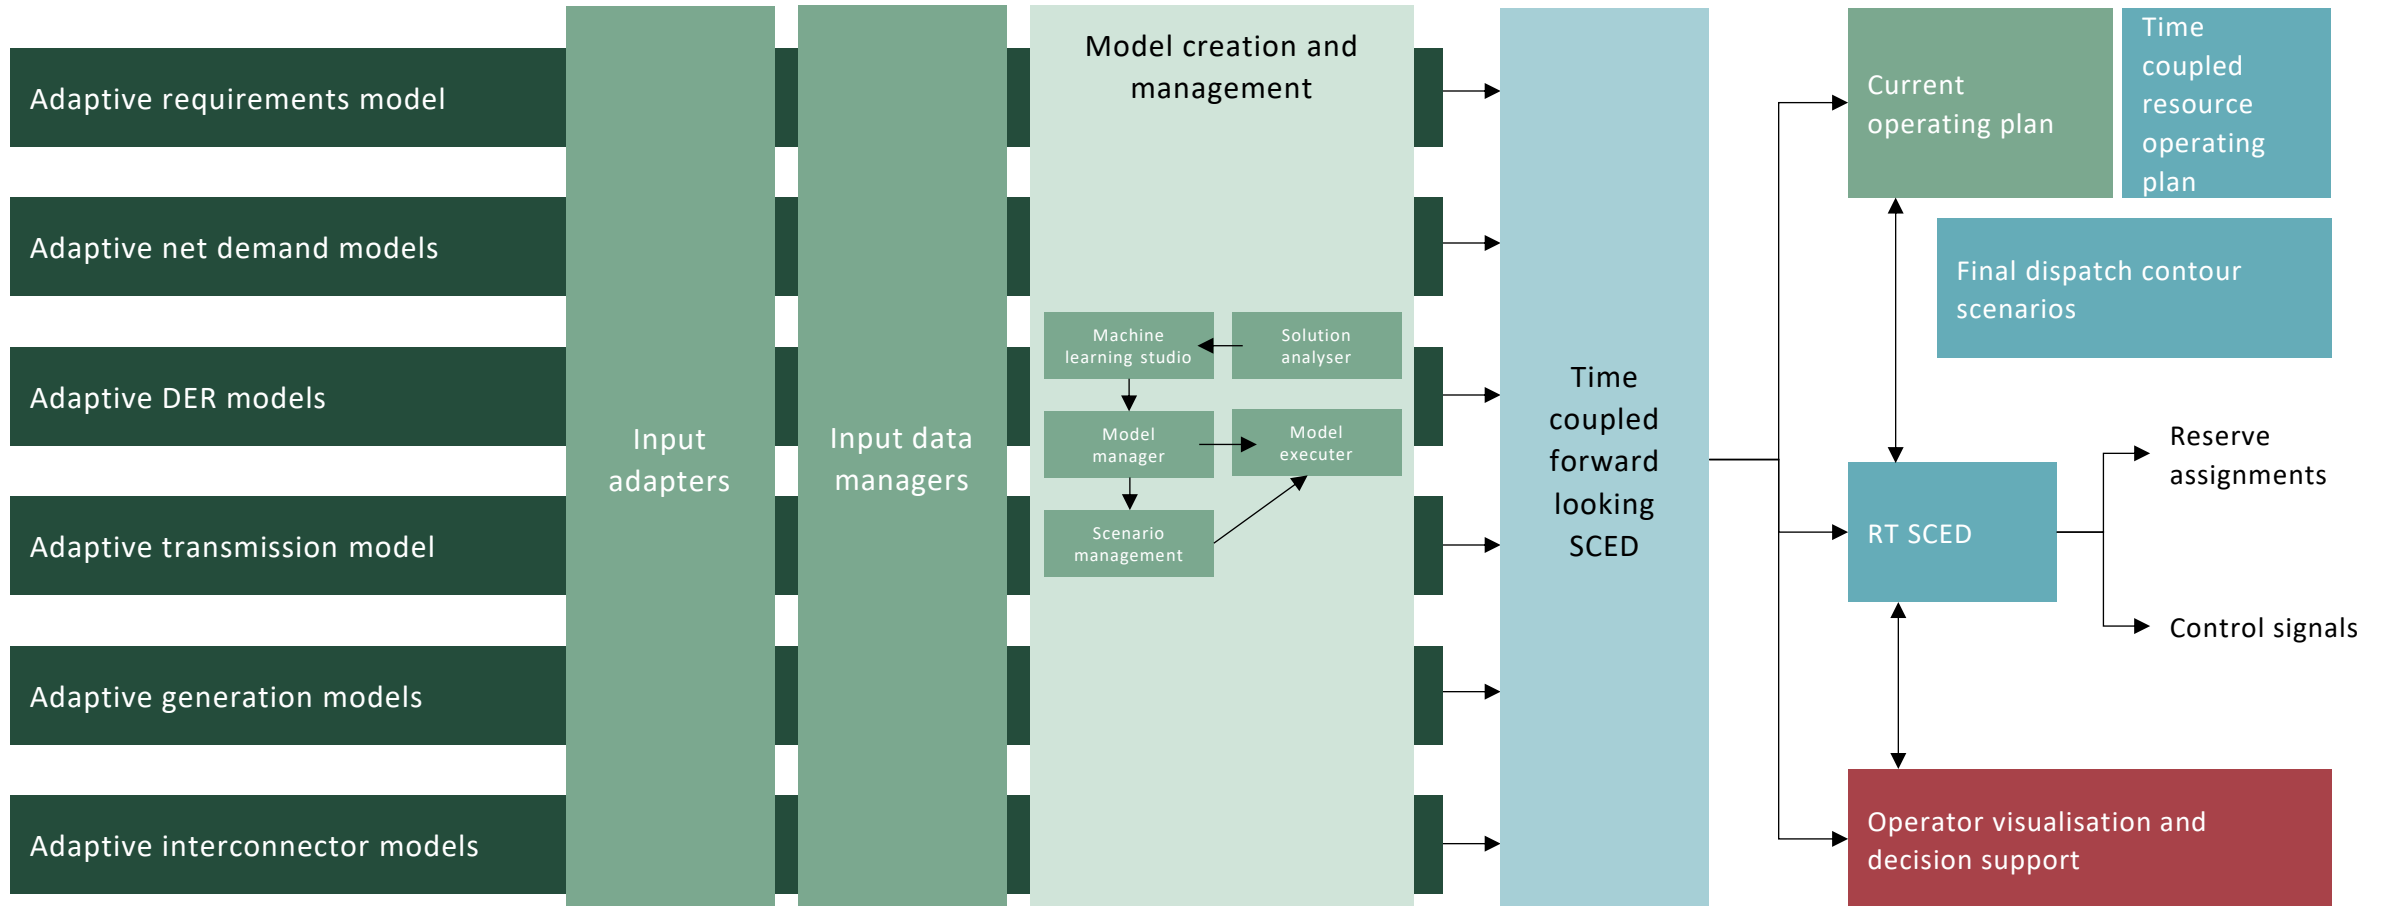 Adaptive requirements model
Adaptive net demand models
Adaptive DER models
Adaptive transmission model
Adaptive generation models
Adaptive interconnector models
Input
adapters
Input data
managers
Model creation and
management
Machine
learning studio
Solution
analyser
Model
manager
Model
executer
Scenario
management
Time
coupled
forward
looking
SCED
Current
operating plan
Time
coupled
resource
operating
plan
Final dispatch contour
scenarios
RT SCED
Reserve
assignments
Control signals
Operator visualisation and
decision support